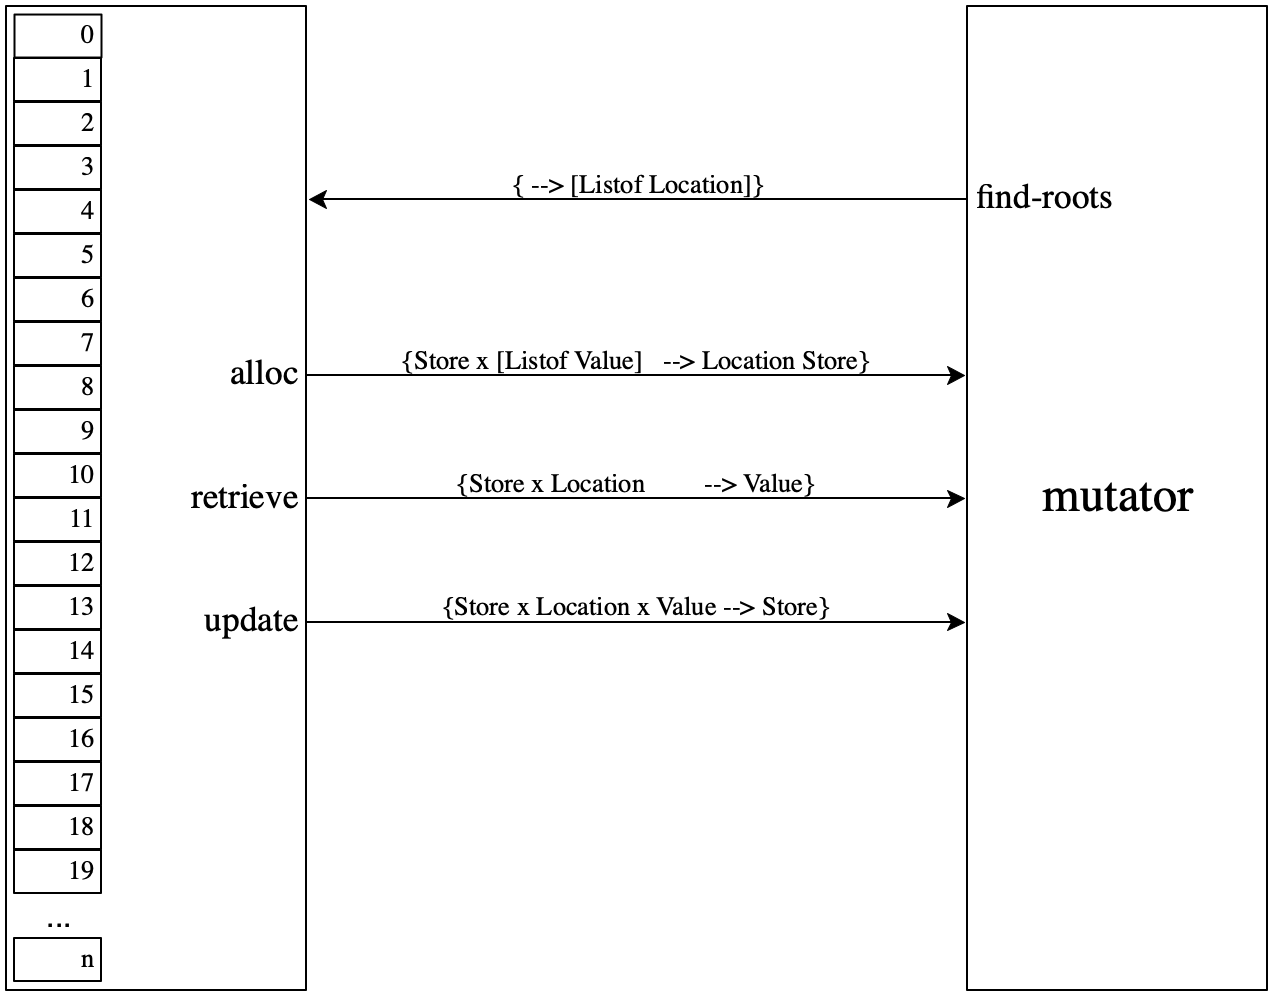 0
1
2
3
4
5
6
7
8
9
10
11
12
13
14
15
16
17
18
19
...
n
{ --> [Listof Location]}
find-roots
alloc
{Store x [Listof Value] --> Location Store}
retrieve
{Store x Location --> Value}
mutator
update
{Store x Location x Value --> Store}